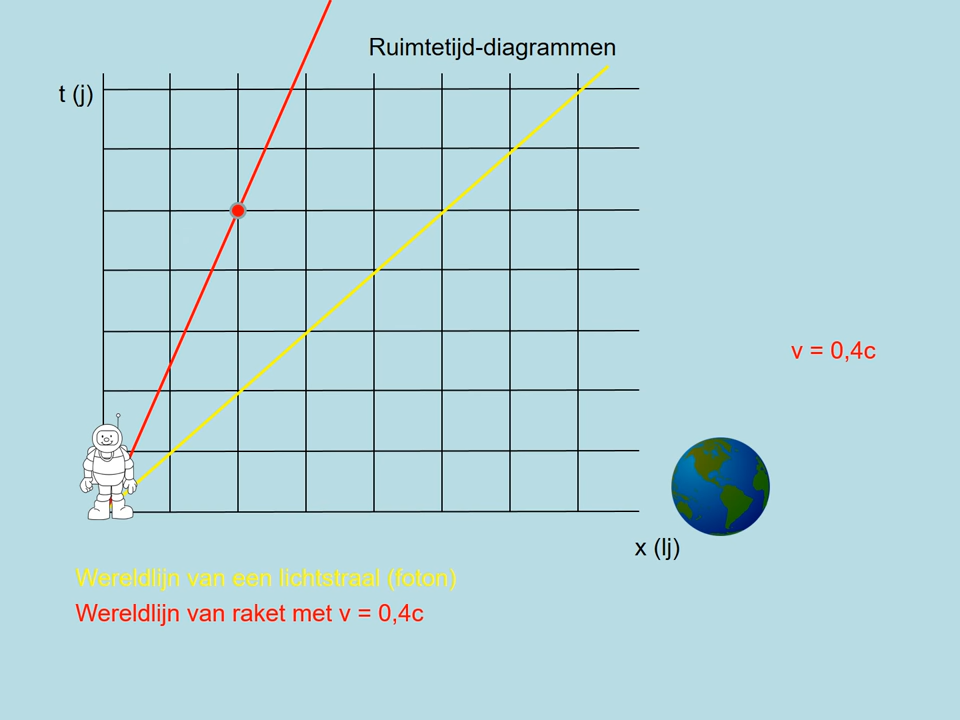 Ruimtetijd-diagrammen
t (j)
v = 0,4c
x (lj)
Wereldlijn van een lichtstraal (foton)
Wereldlijn van raket met v = 0,4c